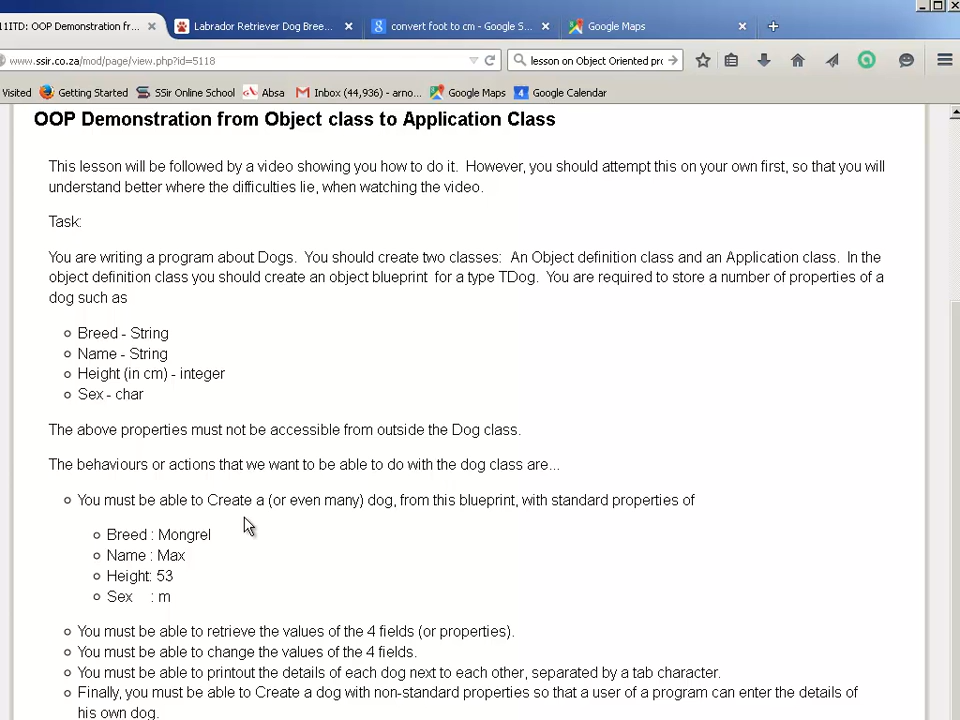 11ITD: OOP Demonstration fr... Labrador Retriever Dog Bree... convert foot to cm - Google S... Google Maps
www.ssir.co.za/mod/page/view.php?id=5118 lesson on Object Oriented pro
Visited Getting Started SSir Online School Absa Inbox (44,936) - arno... Google Maps Google Calendar
OOP Demonstration from Object class to Application Class
This lesson will be followed by a video showing you how to do it. However, you should attempt this on your own first, so that you will
understand better where the difficulties lie, when watching the video.
Task:
You are writing a program about Dogs. You should create two classes: An Object definition class and an Application class. In the
object definition class you should create an object blueprint for a type TDog. You are required to store a number of properties of a
dog such as
Breed - String
Name - String
Height (in cm) - integer
Sex - char
The above properties must not be accessible from outside the Dog class.
The behaviours or actions that we want to be able to do with the dog class are...
You must be able to Create a (or even many) dog, from this blueprint, with standard properties of
Breed : Mongrel
Name : Max
Height: 53
Sex : m
You must be able to retrieve the values of the 4 fields (or properties).
You must be able to change the values of the 4 fields.
You must be able to printout the details of each dog next to each other, separated by a tab character.
Finally, you must be able to Create a dog with non-standard properties so that a user of a program can enter the details of
his own dog.